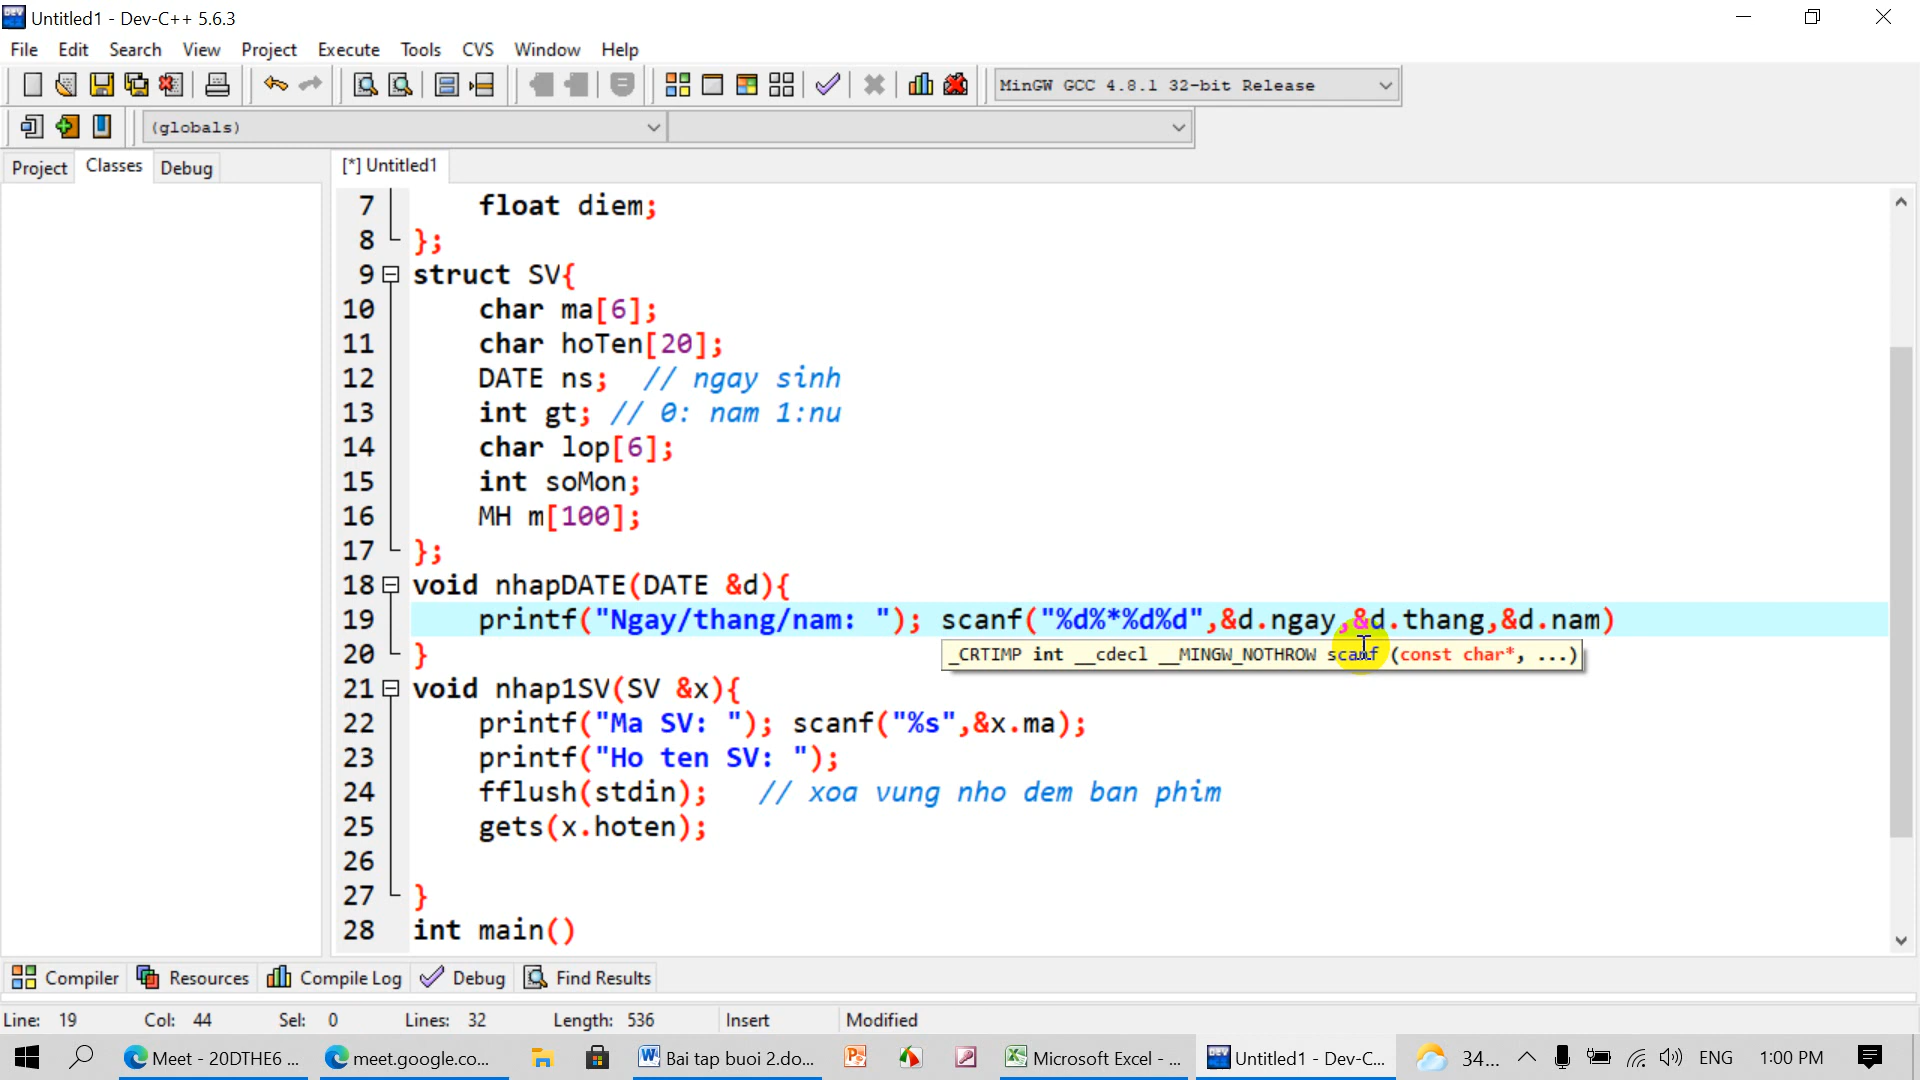 Untitled1 - Dev-C++ 5.6.3
File Edit Search View Project Execute Tools CVS Window Help
MinGW GCC 4.8.1 32-bit Release
(globals)
Project Classes Debug
[*] Untitled1
7 float diem;
8 };
9 struct SV{
10 char ma[6];
11 char hoTen[20];
12 DATE ns; // ngay sinh
13 int gt; // 0: nam 1:nu
14 char lop[6];
15 int soMon;
16 MH m[100];
17 };
18 void nhapDATE(DATE &d){
19 printf("Ngay/thang/nam: "); scanf("%d%*%d%d",&d.ngay,&d.thang,&d.nam)
20 }
_CRTIMP int __cdecl __MINGW_NOTHROW scanf (const char*, ...)
21 void nhap1SV(SV &x){
22 printf("Ma SV: "); scanf("%s",&x.ma);
23 printf("Ho ten SV: ");
24 fflush(stdin); // xoa vung nho dem ban phim
25 gets(x.hoten);
26
27 }
28 int main()
Compiler Resources Compile Log Debug Find Results
Line: 19 Col: 44 Sel: 0 Lines: 32 Length: 536 Insert Modified
Meet - 20DTHE6 ... meet.google.co... Bai tap buoi 2.do... Microsoft Excel - ... Untitled1 - Dev-C... 34... ENG 1:00 PM